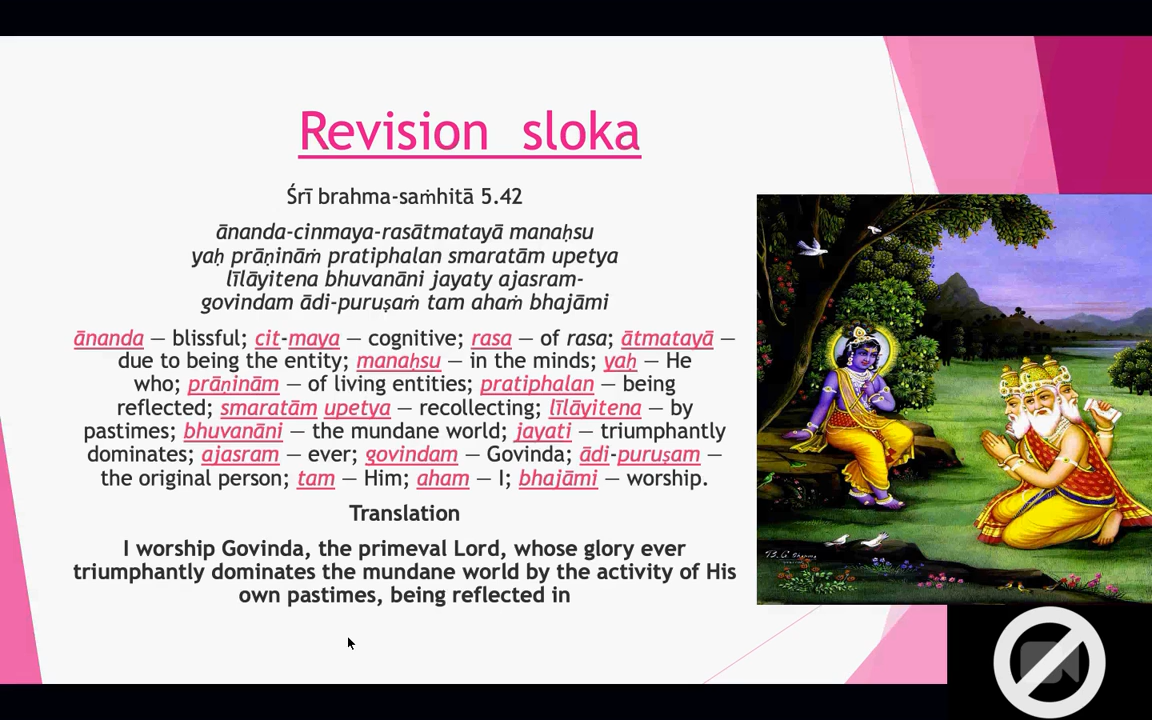 Revision sloka
Śrī brahma-saṁhitā 5.42
ānanda-cinmaya-rasātmatayā manaḥsu
yaḥ prāṇināṁ pratiphalan smaratām upetya
līlāyitena bhuvanāni jayaty ajasram-
govindam ādi-puruṣaṁ tam ahaṁ bhajāmi
ānanda — blissful; cit-maya — cognitive; rasa — of rasa; ātmatayā —
due to being the entity; manaḥsu — in the minds; yaḥ — He
who; prāṇinām — of living entities; pratiphalan — being
reflected; smaratām upetya — recollecting; līlāyitena — by
pastimes; bhuvanāni — the mundane world; jayati — triumphantly
dominates; ajasram — ever; govindam — Govinda; ādi-puruṣam —
the original person; tam — Him; aham — I; bhajāmi — worship.
Translation
I worship Govinda, the primeval Lord, whose glory ever
triumphantly dominates the mundane world by the activity of His
own pastimes, being reflected in